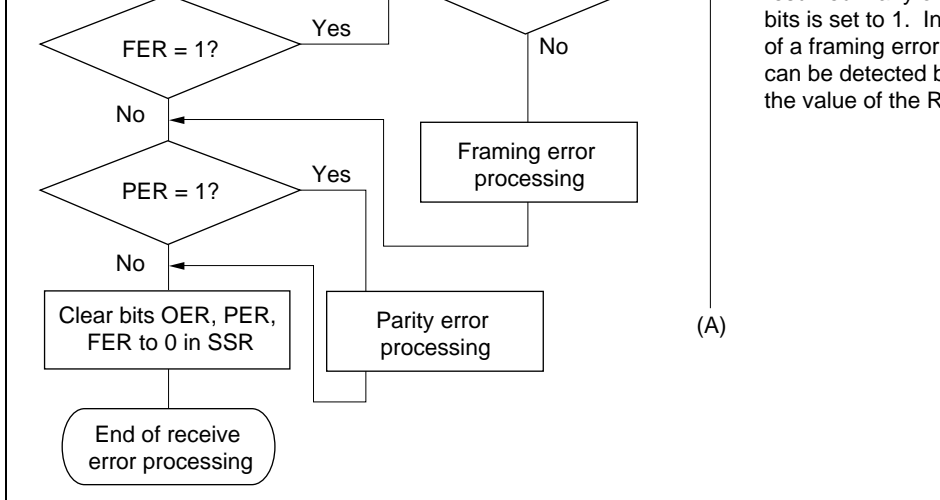 bits is set to 1. In
of a framing error
can be detected
the value of the
FER = 1?
Yes
No
No
Framing error
processing
PER = 1?
Yes
No
Clear bits OER, PER,
FER to 0 in SSR
Parity error
processing
(A)
End of receive
error processing